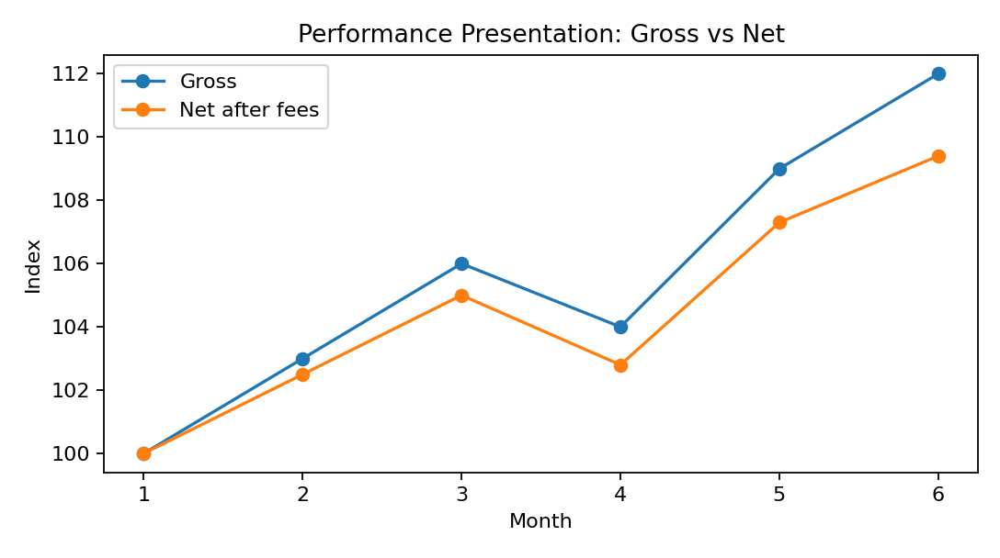 Performance Presentation: Gross vs Net
Gross
Net after fees
112
110
108
106
104
102
100
Index
1 2 3 4 5 6
Month